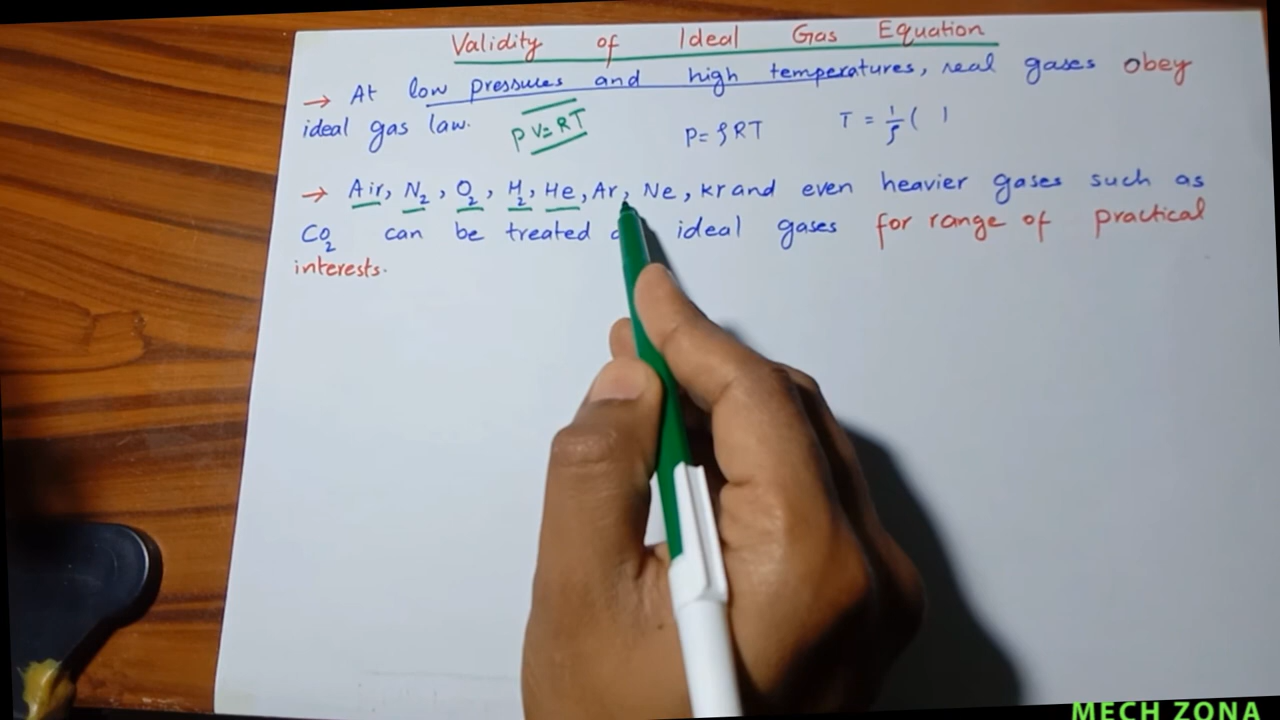 Validity of Ideal Gas Equation
→ At low pressures and high temperatures, real gases obey
ideal gas law. PV=RT P=ρRT T=1/ρ( )
→ Air, N₂, O₂, H₂, He, Ar, Ne, Kr and even heavier gases such as
Co₂ can be treated ideal gases for range of practical
interests.
MECH ZONA